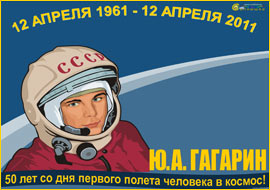 12 АПРЕЛЯ 1961 - 12 АПРЕЛЯ 2011
СССР
Ю.А. ГАГАРИН
50 лет со дня первого полета человека в космос!